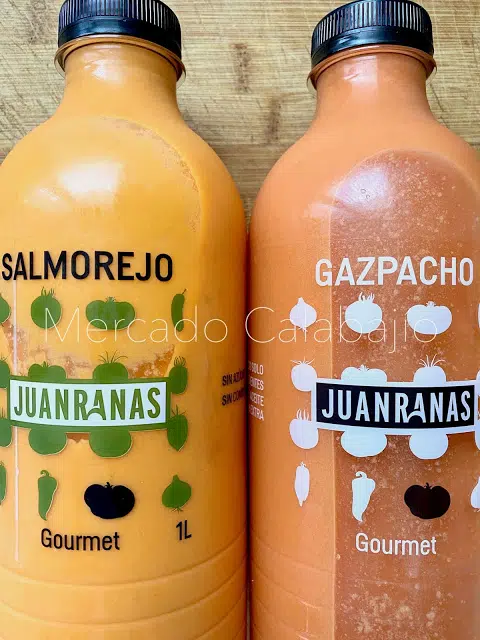 SALMOREJO
GAZPACHO
Mercado Calabajío
JUANRANAS
JUANRANAS
Gourmet
1L
Gourmet